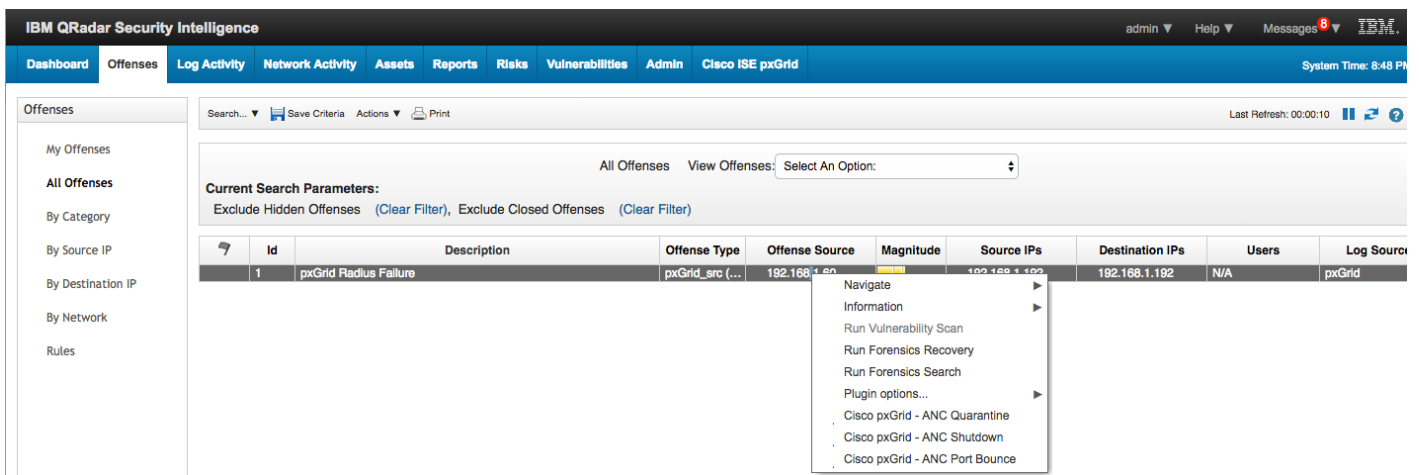 IBM QRadar Security Intelligence
admin ▼ Help ▼ Messages 8 ▼ IBM.
Dashboard Offenses Log Activity Network Activity Assets Reports Risks Vulnerabilities Admin Cisco ISE pxGrid System Time: 8:48 PM
Offenses
Search... ▼ Save Criteria Actions ▼ Print Last Refresh: 00:00:10
My Offenses
All Offenses
By Category
By Source IP
By Destination IP
By Network
Rules
All Offenses View Offenses: Select An Option:
Current Search Parameters:
Exclude Hidden Offenses (Clear Filter), Exclude Closed Offenses (Clear Filter)
Id Description Offense Type Offense Source Magnitude Source IPs Destination IPs Users Log Source
1 pxGrid Radius Failure pxGrid_src (... 192.168.1.60 192.168.1.192 192.168.1.192 N/A pxGrid
Navigate
Information
Run Vulnerability Scan
Run Forensics Recovery
Run Forensics Search
Plugin options...
Cisco pxGrid - ANC Quarantine
Cisco pxGrid - ANC Shutdown
Cisco pxGrid - ANC Port Bounce